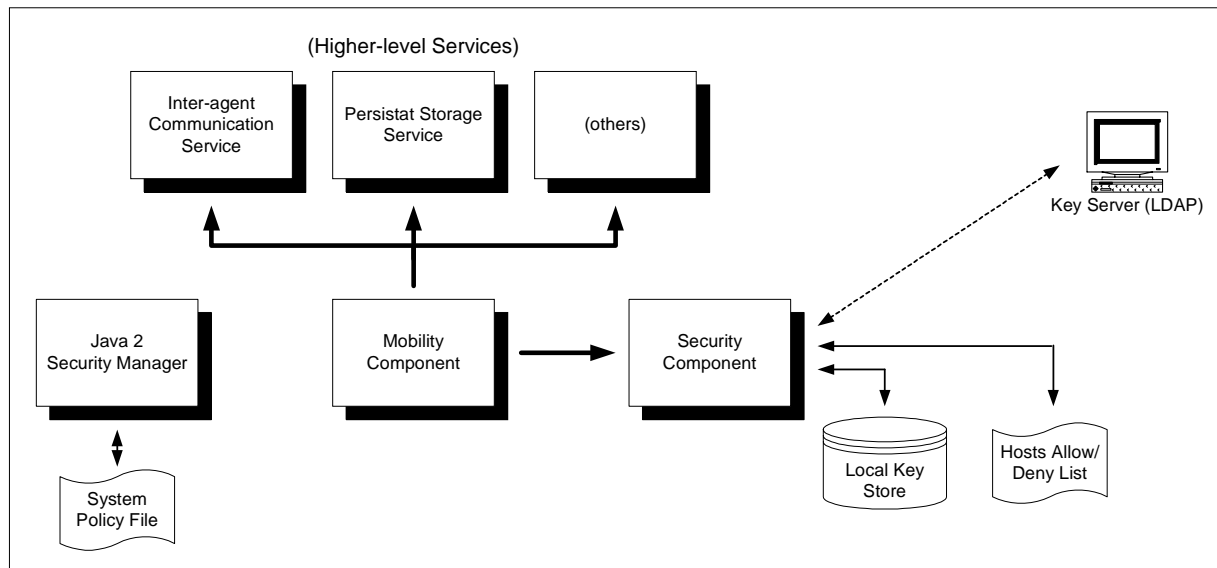 (Higher-level Services)
Inter-agent
Communication
Service
Persistat Storage
Service
(others)
Key Server (LDAP)
Java 2
Security Manager
Mobility
Component
Security
Component
System
Policy File
Local Key
Store
Hosts Allow/
Deny List